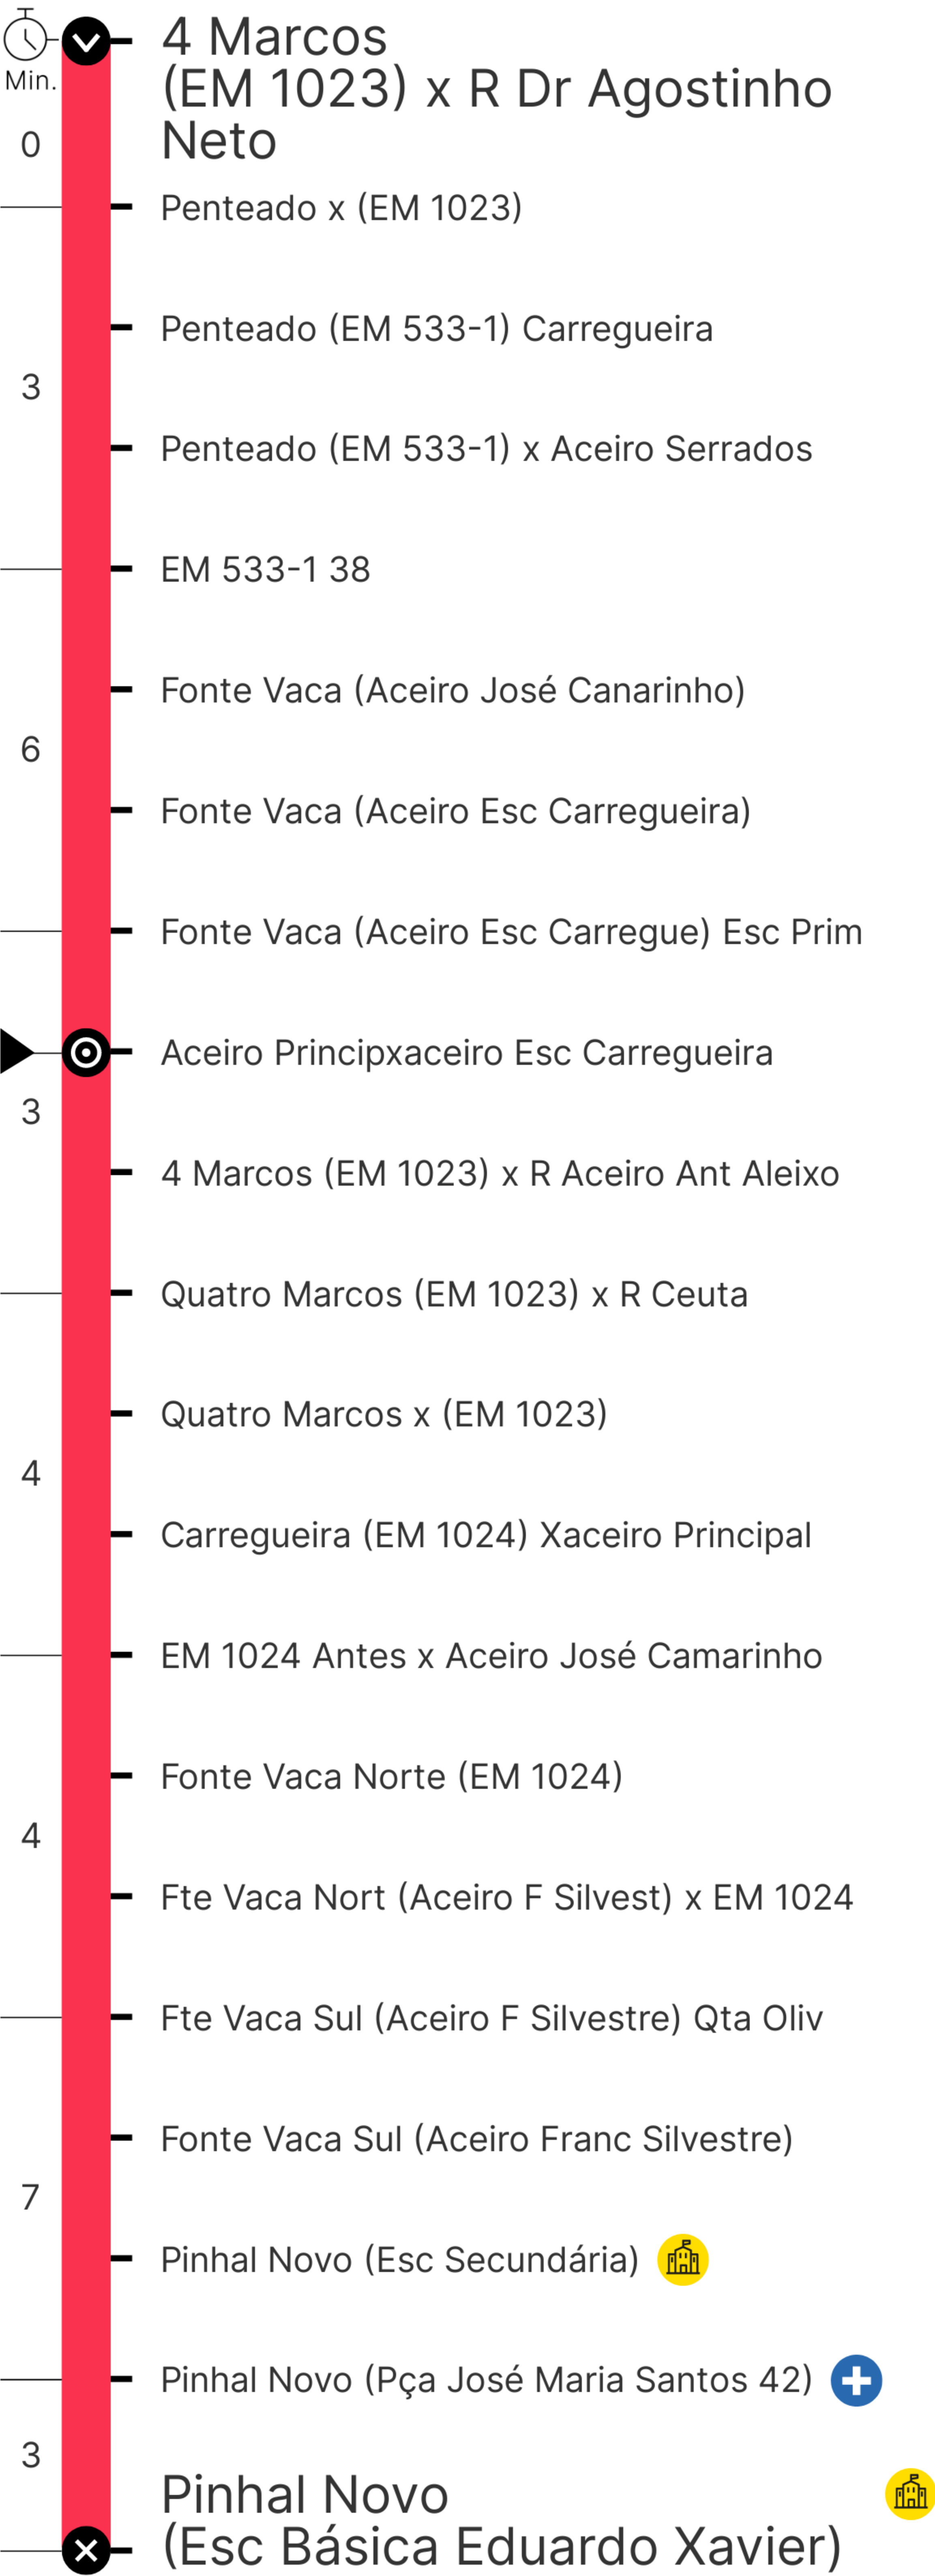 4 Marcos
Min.
(EM 1023) x R Dr Agostinho
0
Neto
Penteado x (EM 1023)
Penteado (EM 533-1) Carregueira
3
Penteado (EM 533-1) x Aceiro Serrados
EM 533-1 38
Fonte Vaca (Aceiro José Canarinho)
6
Fonte Vaca (Aceiro Esc Carregueira)
Fonte Vaca (Aceiro Esc Carregue) Esc Prim
Aceiro Principxaceiro Esc Carregueira
3
4 Marcos (EM 1023) x R Aceiro Ant Aleixo
Quatro Marcos (EM 1023) x R Ceuta
Quatro Marcos x (EM 1023)
4
Carregueira (EM 1024) Xaceiro Principal
EM 1024 Antes x Aceiro José Camarinho
Fonte Vaca Norte (EM 1024)
4
Fte Vaca Nort (Aceiro F Silvest) x EM 1024
Fte Vaca Sul (Aceiro F Silvestre) Qta Oliv
Fonte Vaca Sul (Aceiro Franc Silvestre)
7
Pinhal Novo (Esc Secundária)
Pinhal Novo (Pça José Maria Santos 42)
3
Pinhal Novo
(Esc Básica Eduardo Xavier)